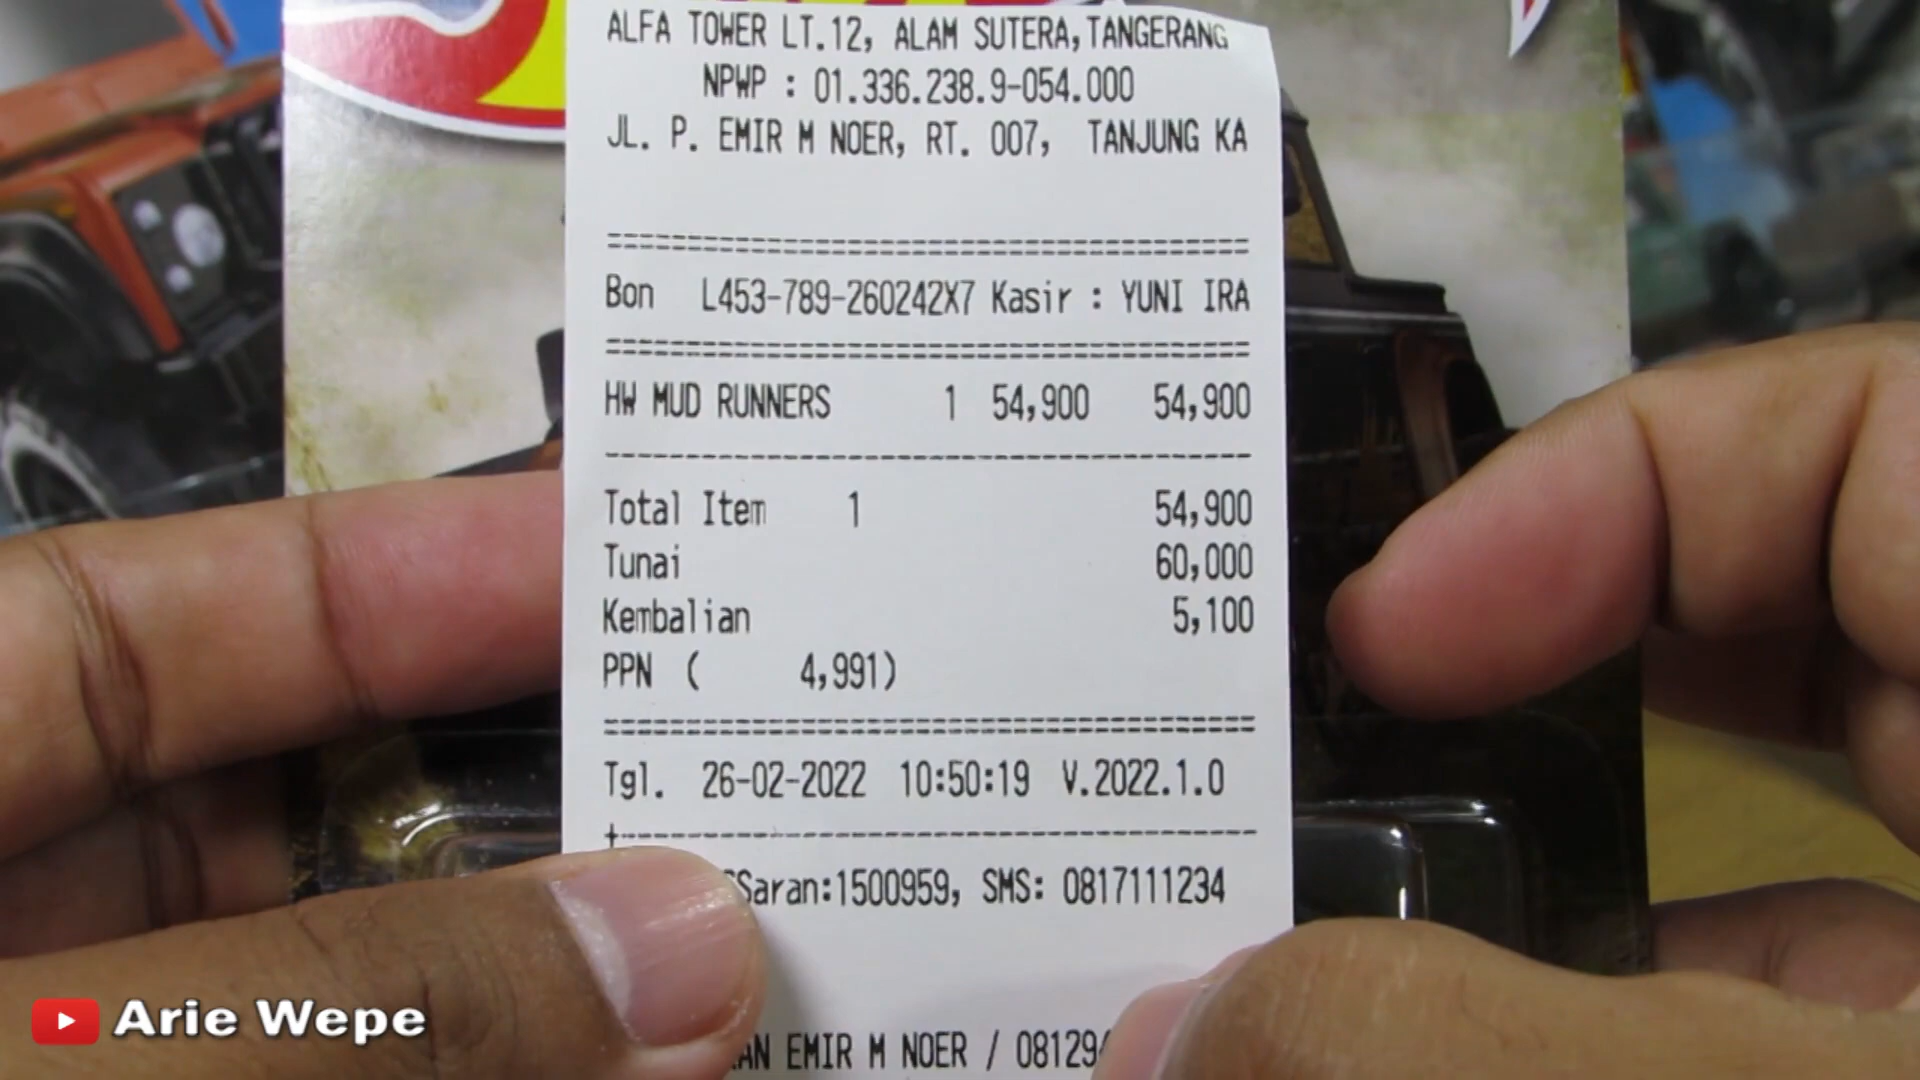 ALFA TOWER LT.12, ALAM SUTERA,TANGERANG
NPWP : 01.336.238.9-054.000
JL. P. EMIR M NOER, RT. 007, TANJUNG KA
========================================
Bon L453-789-260242X7 Kasir : YUNI IRA
========================================
HW MUD RUNNERS 1 54,900 54,900
----------------------------------------
Total Item 1 54,900
Tunai 60,000
Kembalian 5,100
PPN ( 4,991)
========================================
Tgl. 26-02-2022 10:50:19 V.2022.1.0
+---------------------------------------
Saran:1500959, SMS: 0817111234
EMIR M NOER /
Arie Wepe